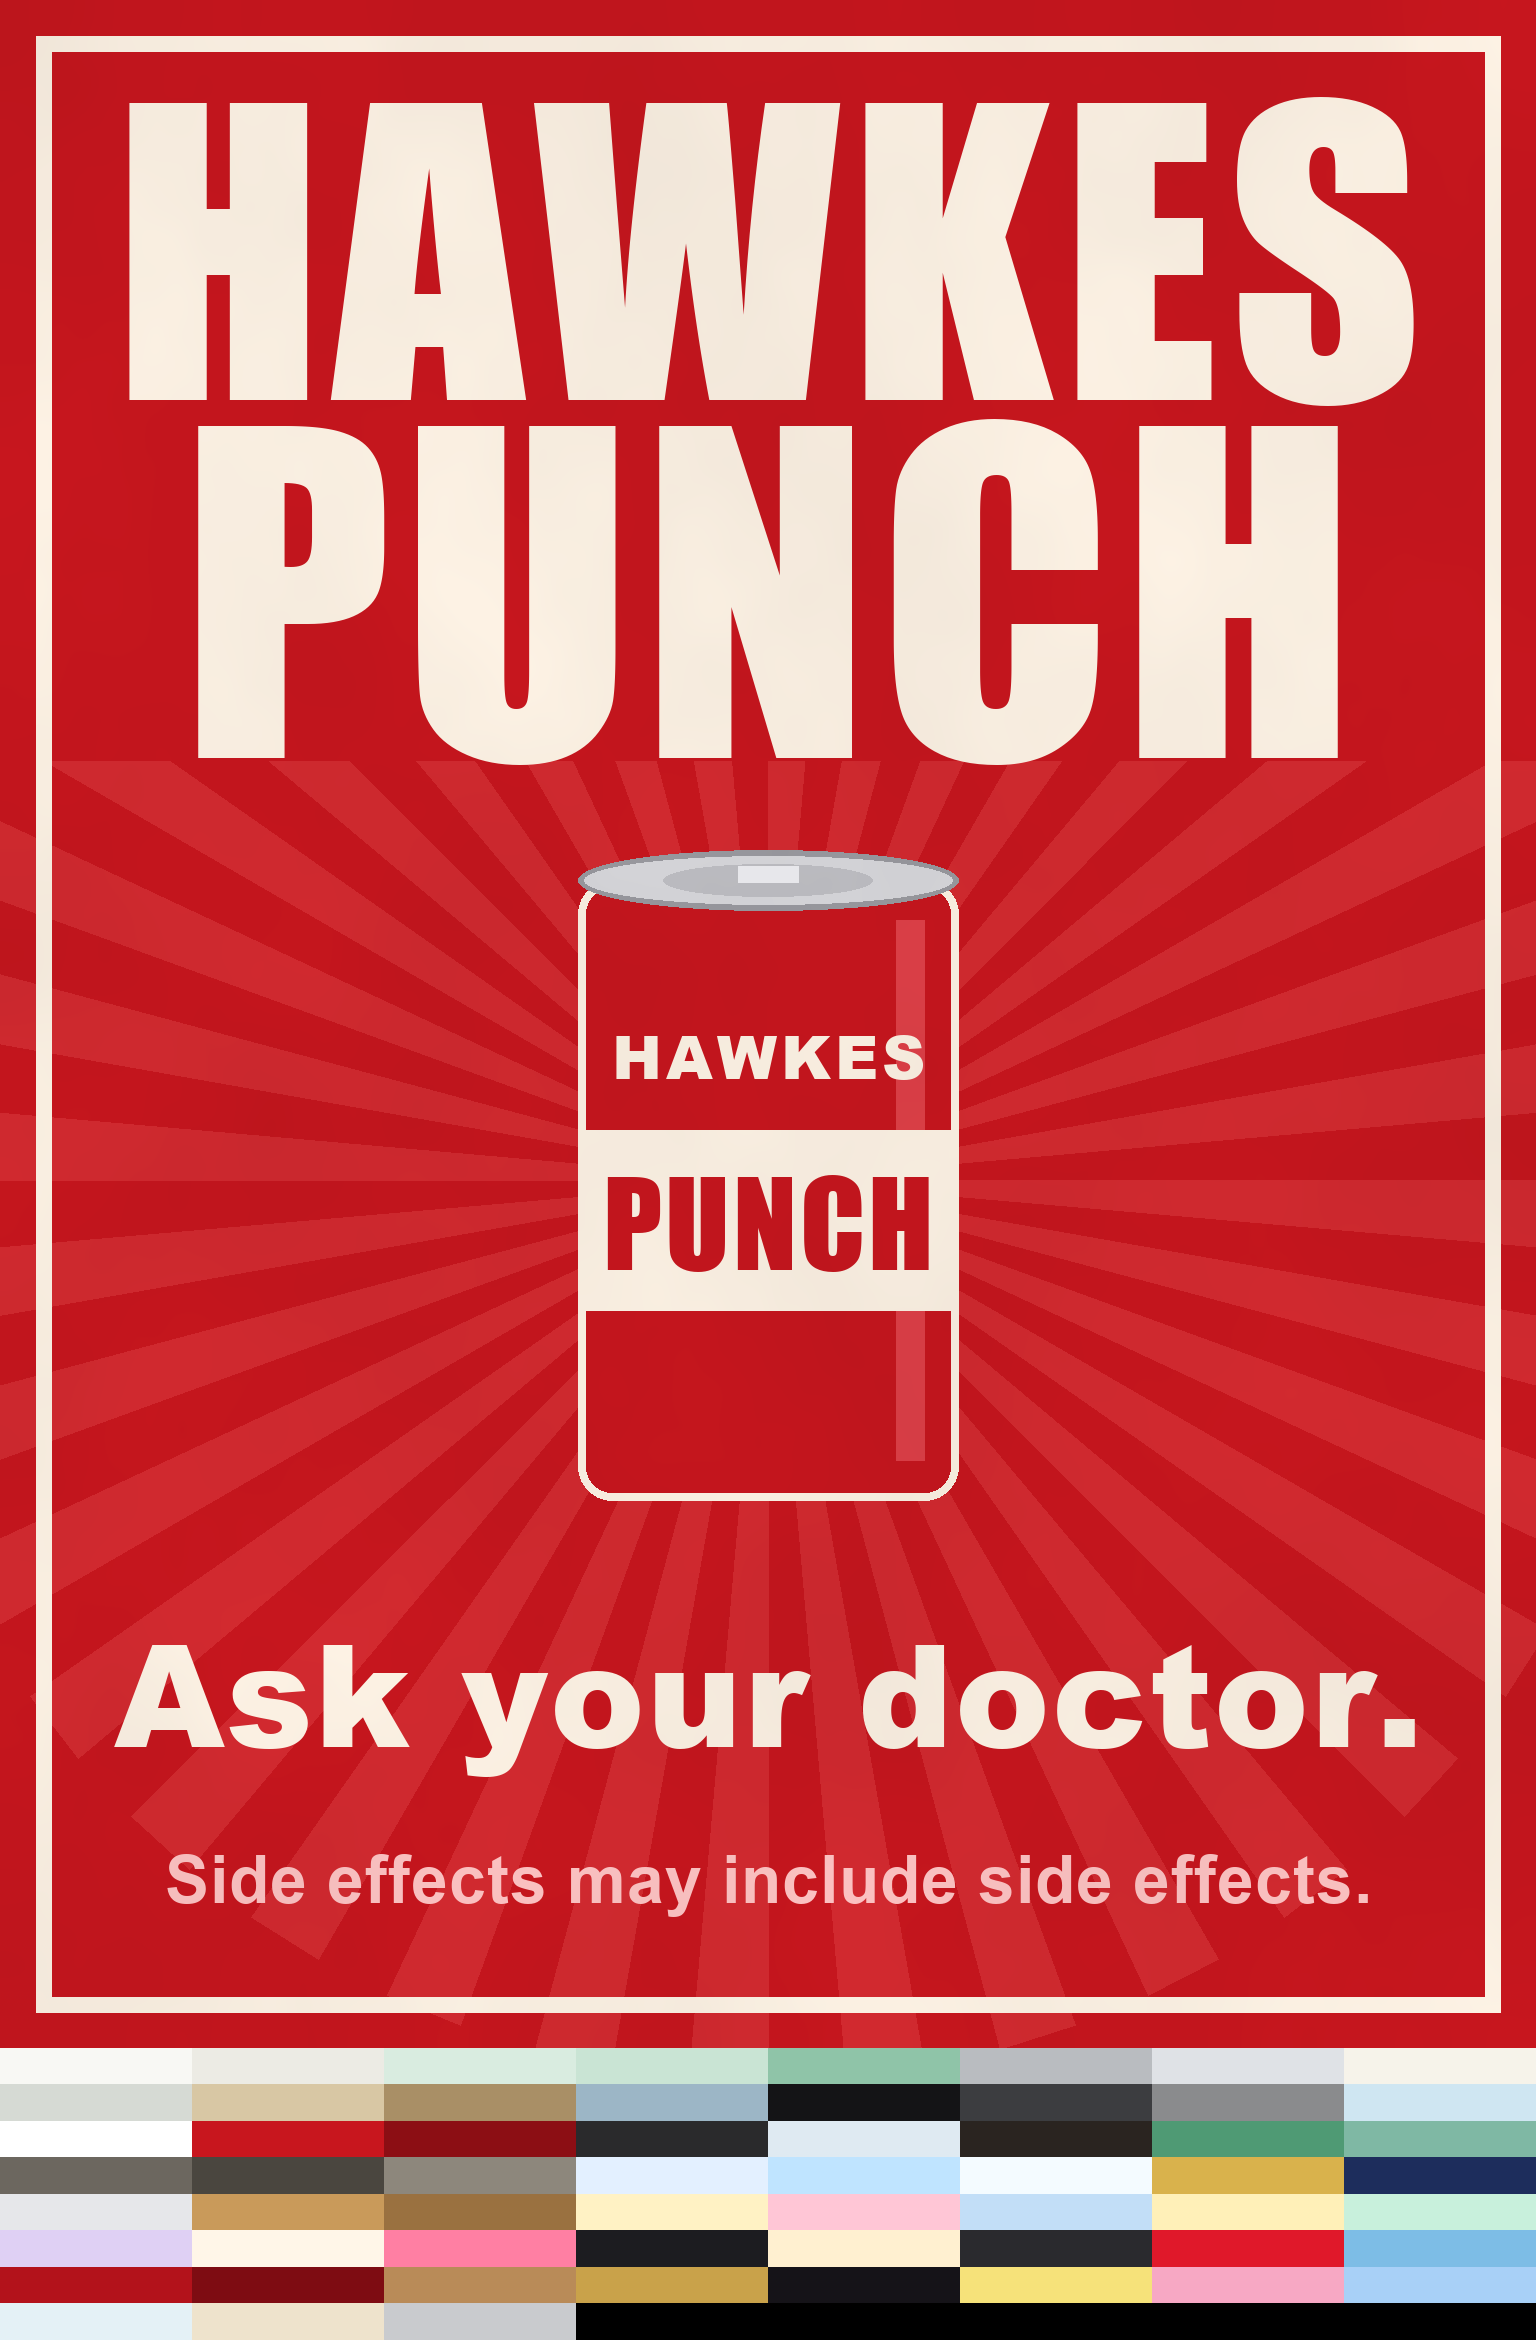 HAWKES
PUNCH
HAWKES
PUNCH
Ask your doctor.
Side effects may include side effects.